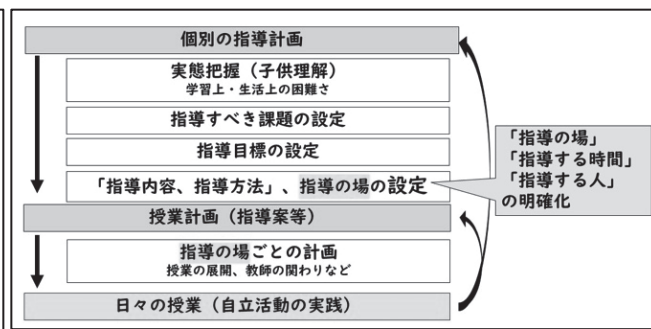 個別の指導計画
実態把握（子供理解）
学習上・生活上の困難さ
指導すべき課題の設定
指導目標の設定
「指導内容、指導方法」、指導の場の設定
「指導の場」
「指導する時間」
「指導する人」
の明確化
授業計画（指導案等）
指導の場ごとの計画
授業の展開、教師の関わりなど
日々の授業（自立活動の実践）